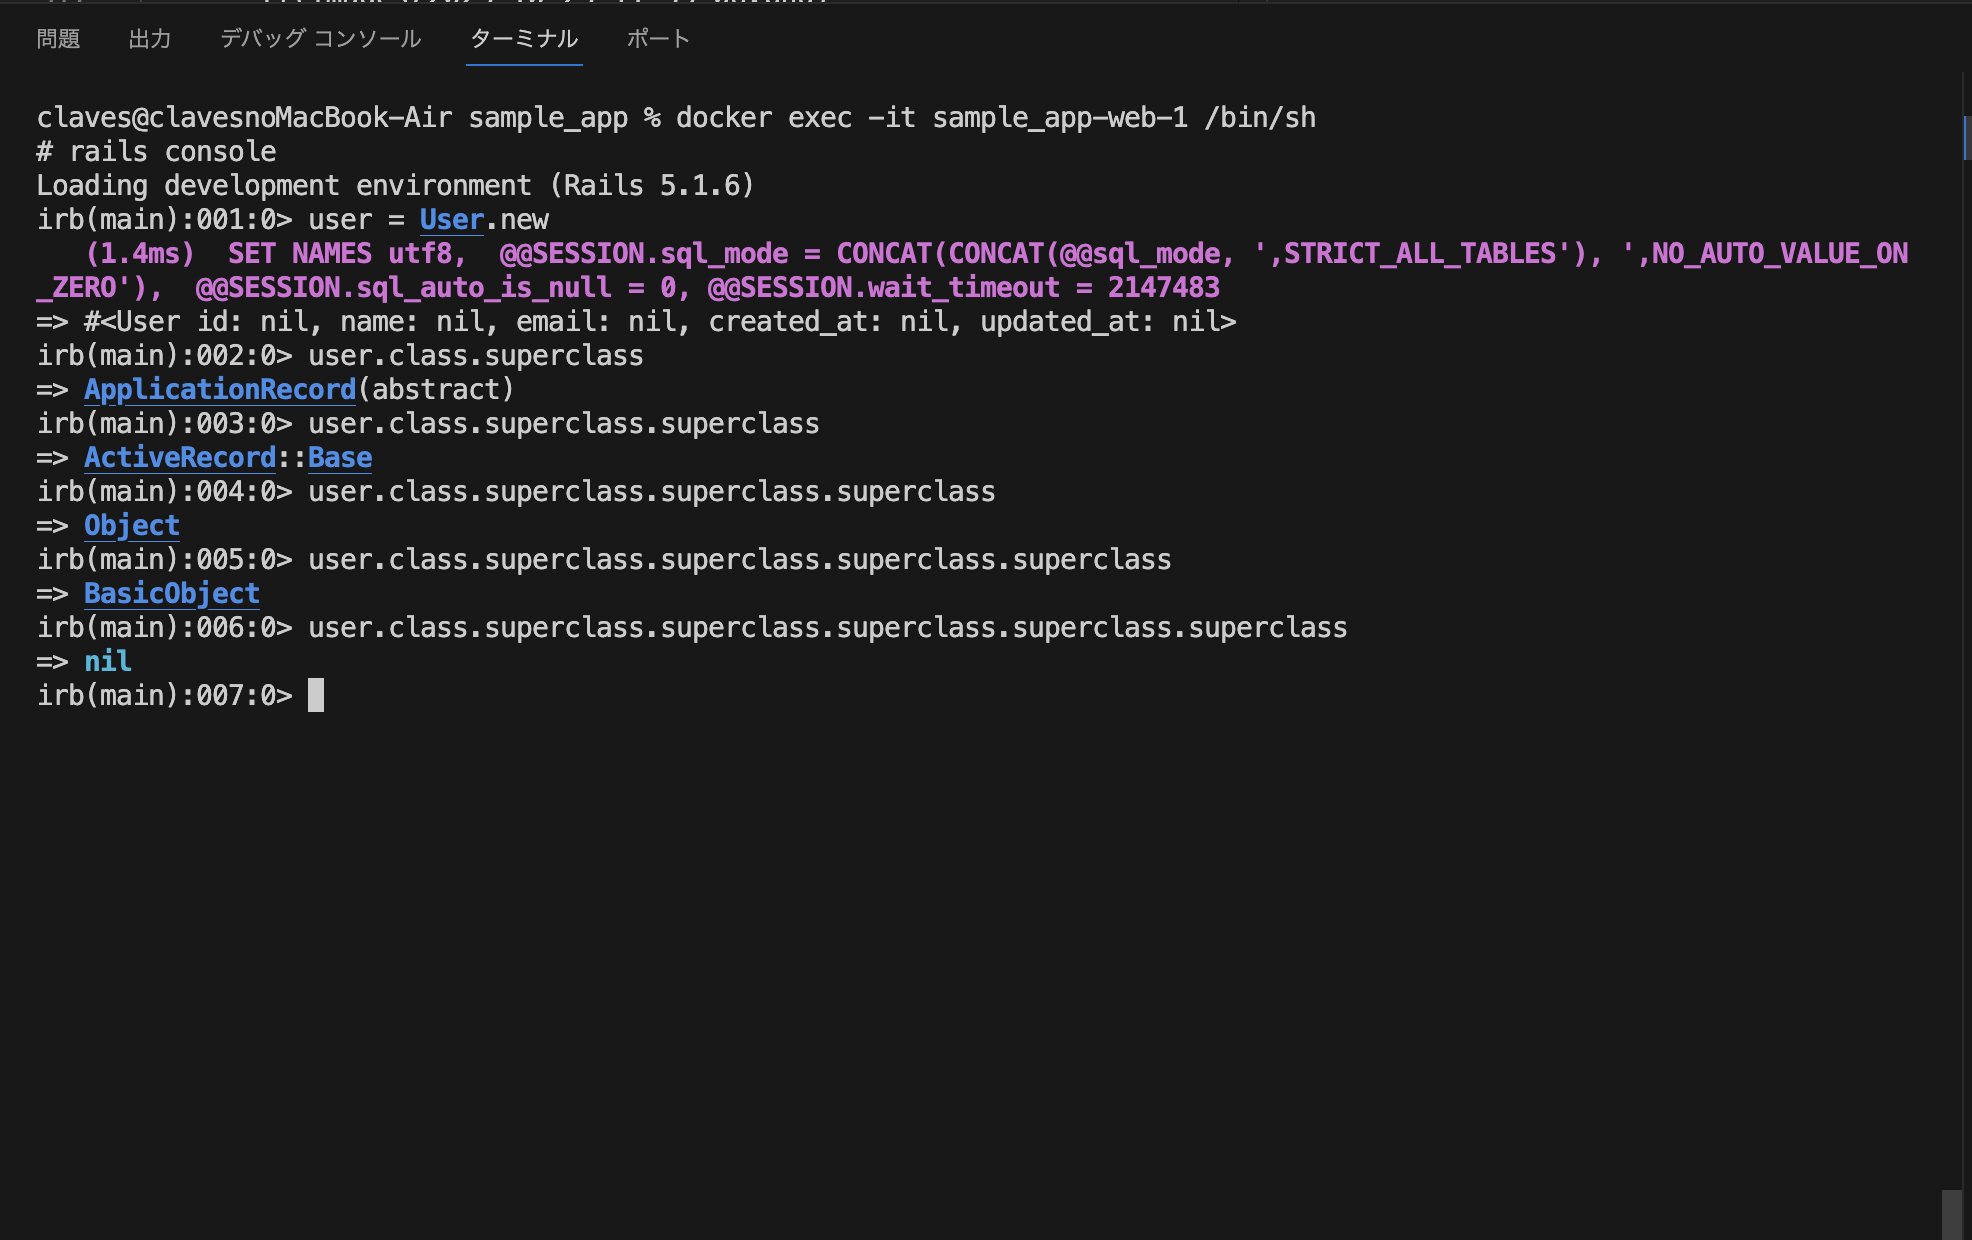 問題 出力 デバッグ コンソール ターミナル ポート
claves@clavesnoMacBook-Air sample_app % docker exec -it sample_app-web-1 /bin/sh
# rails console
Loading development environment (Rails 5.1.6)
irb(main):001:0> user = User.new
   (1.4ms)  SET NAMES utf8,  @@SESSION.sql_mode = CONCAT(CONCAT(@@sql_mode, ',STRICT_ALL_TABLES'), ',NO_AUTO_VALUE_ON
_ZERO'),  @@SESSION.sql_auto_is_null = 0, @@SESSION.wait_timeout = 2147483
=> #<User id: nil, name: nil, email: nil, created_at: nil, updated_at: nil>
irb(main):002:0> user.class.superclass
=> ApplicationRecord(abstract)
irb(main):003:0> user.class.superclass.superclass
=> ActiveRecord::Base
irb(main):004:0> user.class.superclass.superclass.superclass
=> Object
irb(main):005:0> user.class.superclass.superclass.superclass.superclass
=> BasicObject
irb(main):006:0> user.class.superclass.superclass.superclass.superclass.superclass
=> nil
irb(main):007:0>